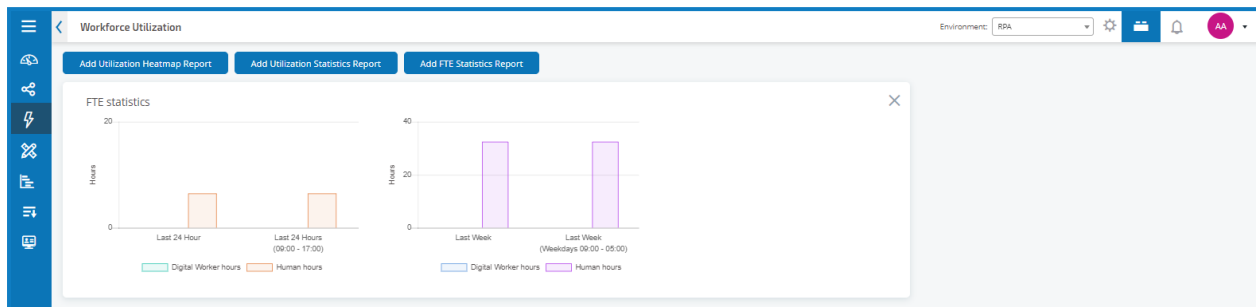 Workforce Utilization
Environment: RPA
AA
Add Utilization Heatmap Report
Add Utilization Statistics Report
Add FTE Statistics Report
FTE statistics
20
Hours
0
Last 24 Hour
Last 24 Hours
(09:00 - 17:00)
Digital Worker hours
Human hours
40
Hours
20
0
Last Week
Last Week
(Weekdays 09:00 - 05:00)
Digital Worker hours
Human hours